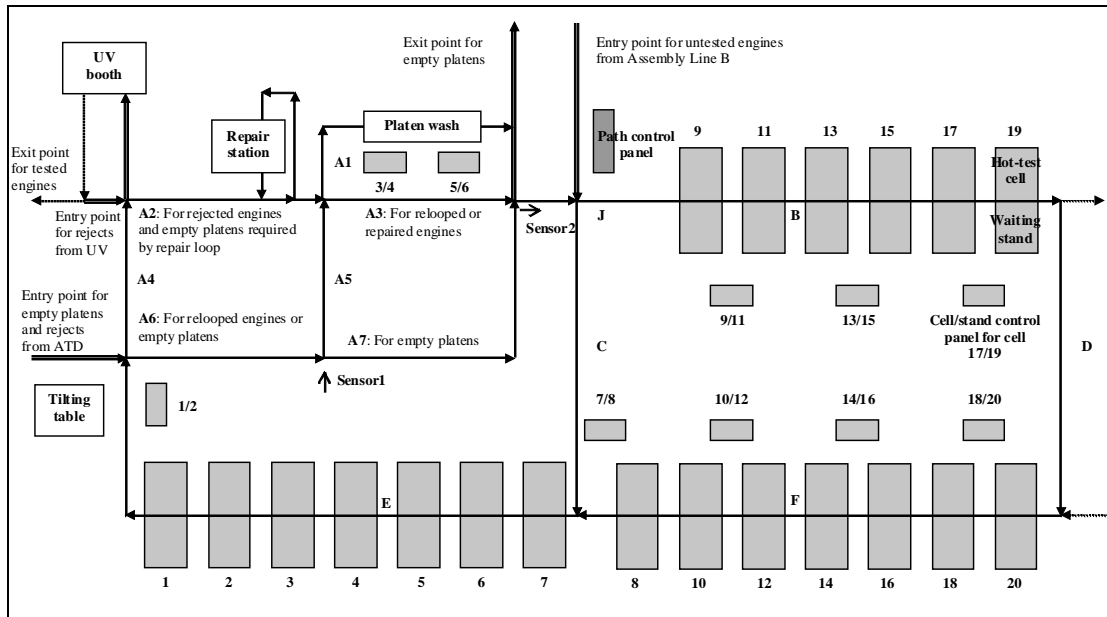 UV
booth
Exit point for
empty platens
Entry point for untested engines
from Assembly Line B
Repair
station
Platen wash
A1
3/4
5/6
Path control
panel
9
11
13
15
17
19
Hot-test
cell
Waiting
stand
Exit point
for tested
engines
Entry point
for rejects
from UV
A2: For rejected engines
and empty platens required
by repair loop
A3: For relooped or
repaired engines
Sensor2
J
B
A4
A5
Entry point for
empty platens
and rejects
from ATD
A6: For relooped engines or
empty platens
A7: For empty platens
9/11
13/15
Cell/stand control
panel for cell
17/19
C
D
Sensor1
Tilting
table
1/2
7/8
10/12
14/16
18/20
E
F
1
2
3
4
5
6
7
8
10
12
14
16
18
20